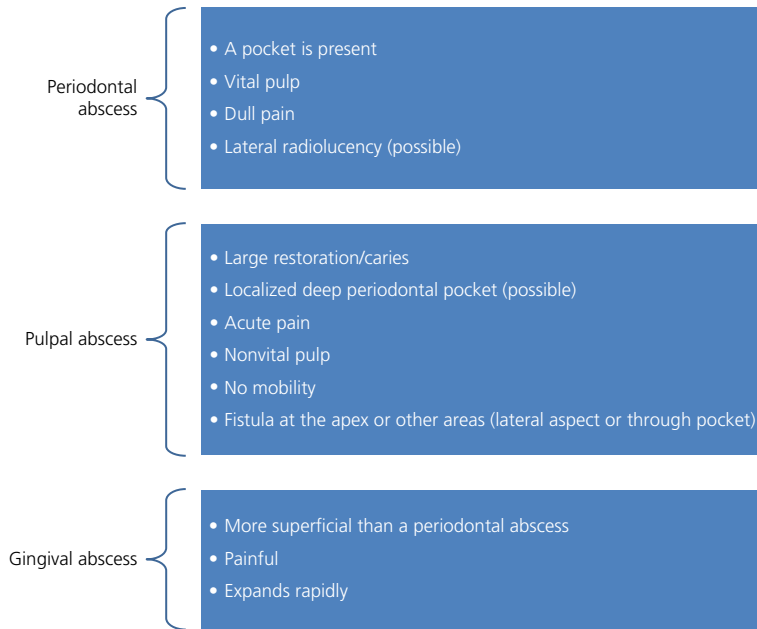 Periodontal
abscess
• A pocket is present
• Vital pulp
• Dull pain
• Lateral radiolucency (possible)
Pulpal abscess
• Large restoration/caries
• Localized deep periodontal pocket (possible)
• Acute pain
• Nonvital pulp
• No mobility
• Fistula at the apex or other areas (lateral aspect or through pocket)
Gingival abscess
• More superficial than a periodontal abscess
• Painful
• Expands rapidly